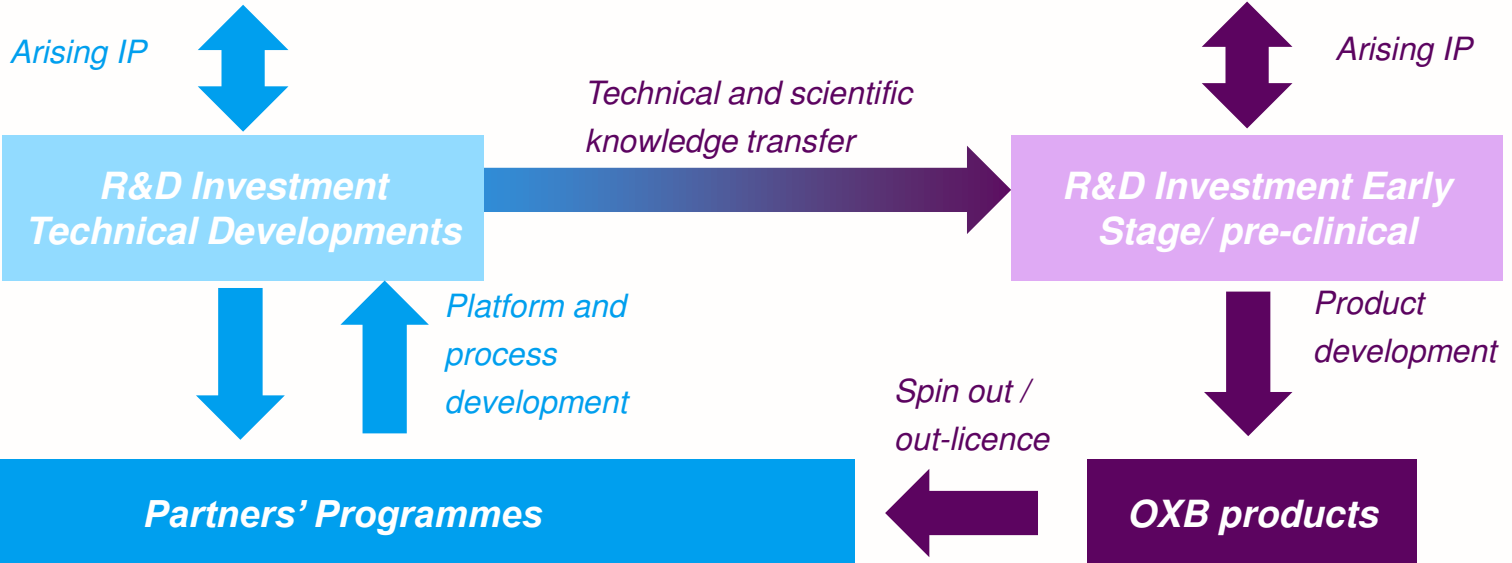 Arising IP
Arising IP
Technical and scientific
knowledge transfer
R&D Investment
Technical Developments
R&D Investment Early
Stage/ pre-clinical
Platform and
process
development
Product
development
Spin out /
out-licence
Partners’ Programmes
OXB products